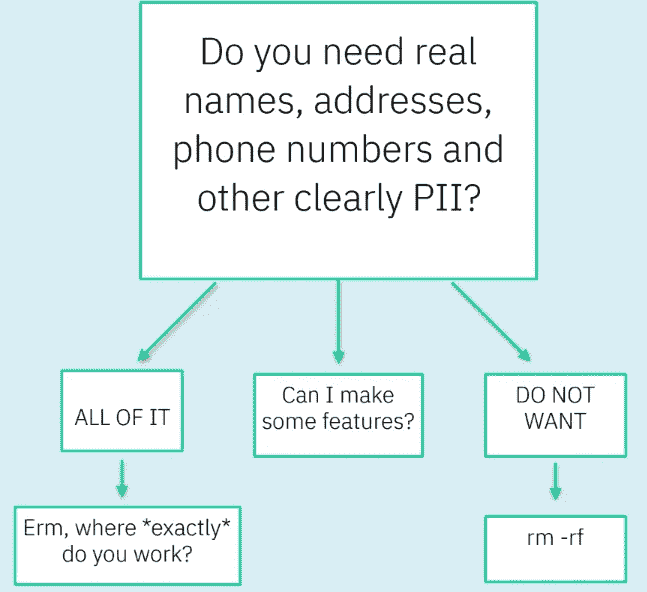 Do you need real
names, addresses,
phone numbers and
other clearly PII?
ALL OF IT
Can I make
some features?
DO NOT
WANT
Erm, where *exactly*
do you work?
rm -rf